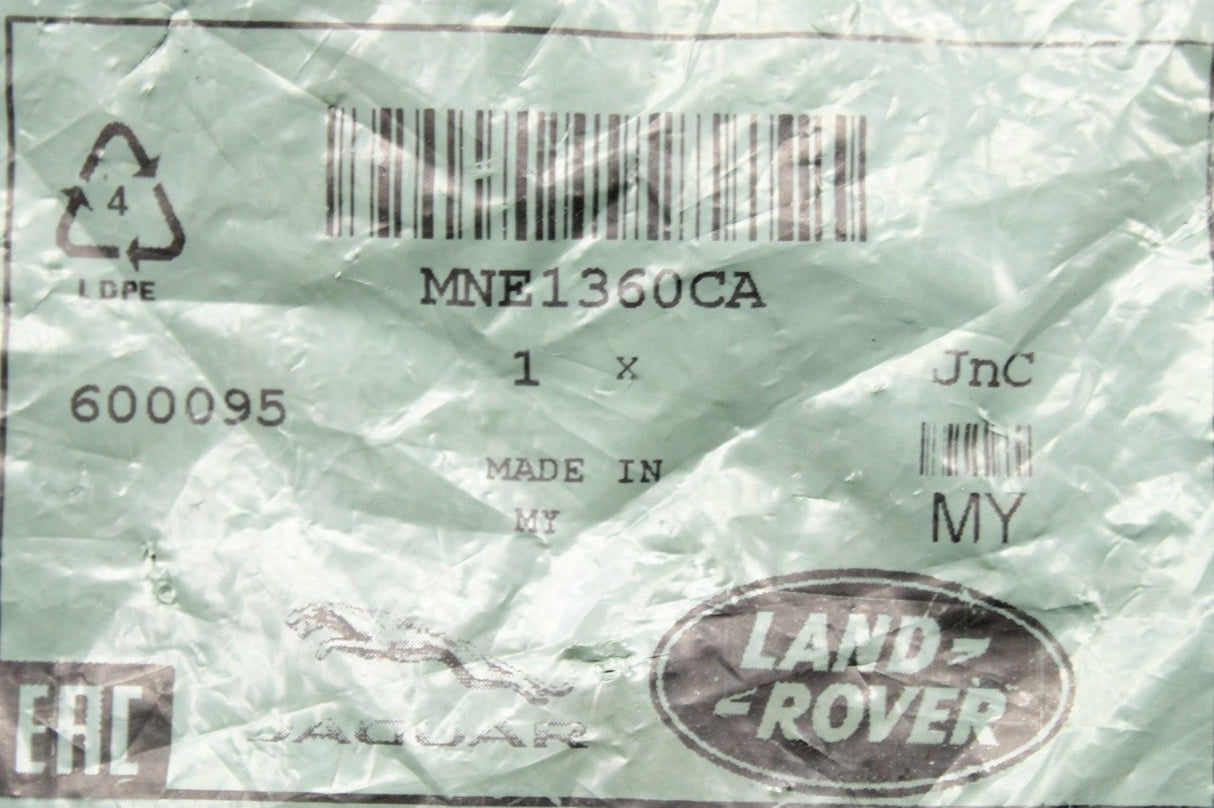 4
LDPE
MNE1360CA
1 x
JnC
600095
MADE IN
MY
MY
JAGUAR
LAND
ROVER
EAC